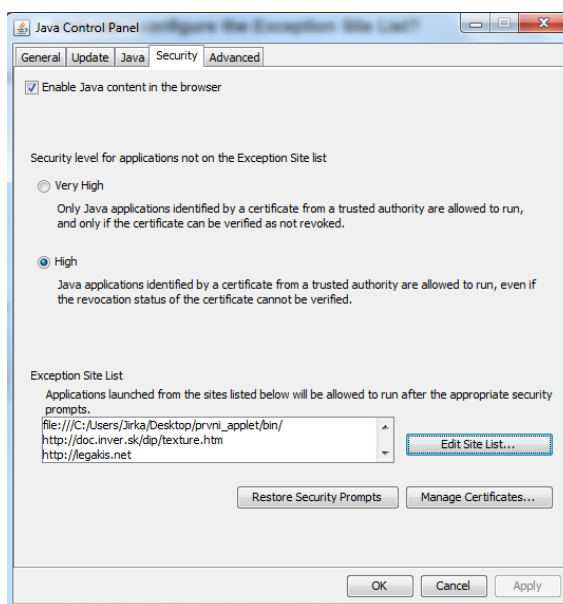 configure the Exception Site List?
Java Control Panel
General Update Java Security Advanced
Enable Java content in the browser
Security level for applications not on the Exception Site list
Very High
Only Java applications identified by a certificate from a trusted authority are allowed to run,
and only if the certificate can be verified as not revoked.
High
Java applications identified by a certificate from a trusted authority are allowed to run, even if
the revocation status of the certificate cannot be verified.
Exception Site List
Applications launched from the sites listed below will be allowed to run after the appropriate security
prompts.
file:///C:/Users/Jirka/Desktop/prvni_applet/bin/
http://doc.inver.sk/dip/texture.htm
http://legakis.net
Edit Site List...
Restore Security Prompts Manage Certificates...
OK Cancel Apply